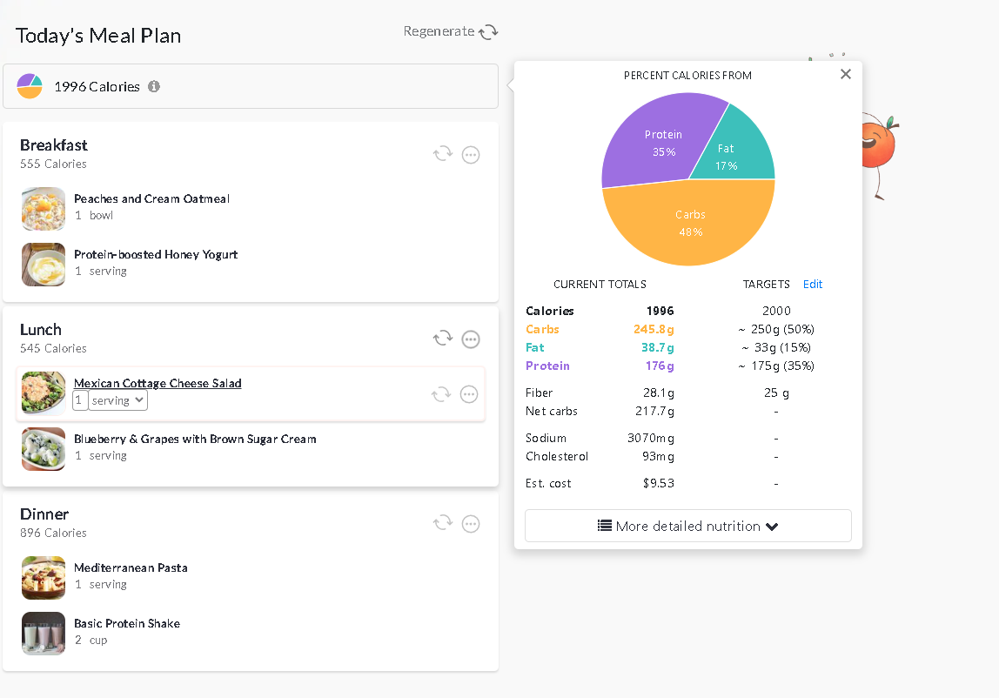 Today's Meal Plan
Regenerate
1996 Calories
Breakfast
555 Calories
Peaches and Cream Oatmeal
1 bowl
Protein-boosted Honey Yogurt
1 serving
Lunch
545 Calories
Mexican Cottage Cheese Salad
1 serving
Blueberry & Grapes with Brown Sugar Cream
1 serving
Dinner
896 Calories
Mediterranean Pasta
1 serving
Basic Protein Shake
2 cup
PERCENT CALORIES FROM
Protein
35%
Fat
17%
Carbs
48%
CURRENT TOTALS TARGETS Edit
Calories 1996 2000
Carbs 245.8g ~ 250g (50%)
Fat 38.7g ~ 33g (15%)
Protein 176g ~ 175g (35%)
Fiber 28.1g 25 g
Net carbs 217.7g -
Sodium 3070mg -
Cholesterol 93mg -
Est. cost $9.53 -
More detailed nutrition